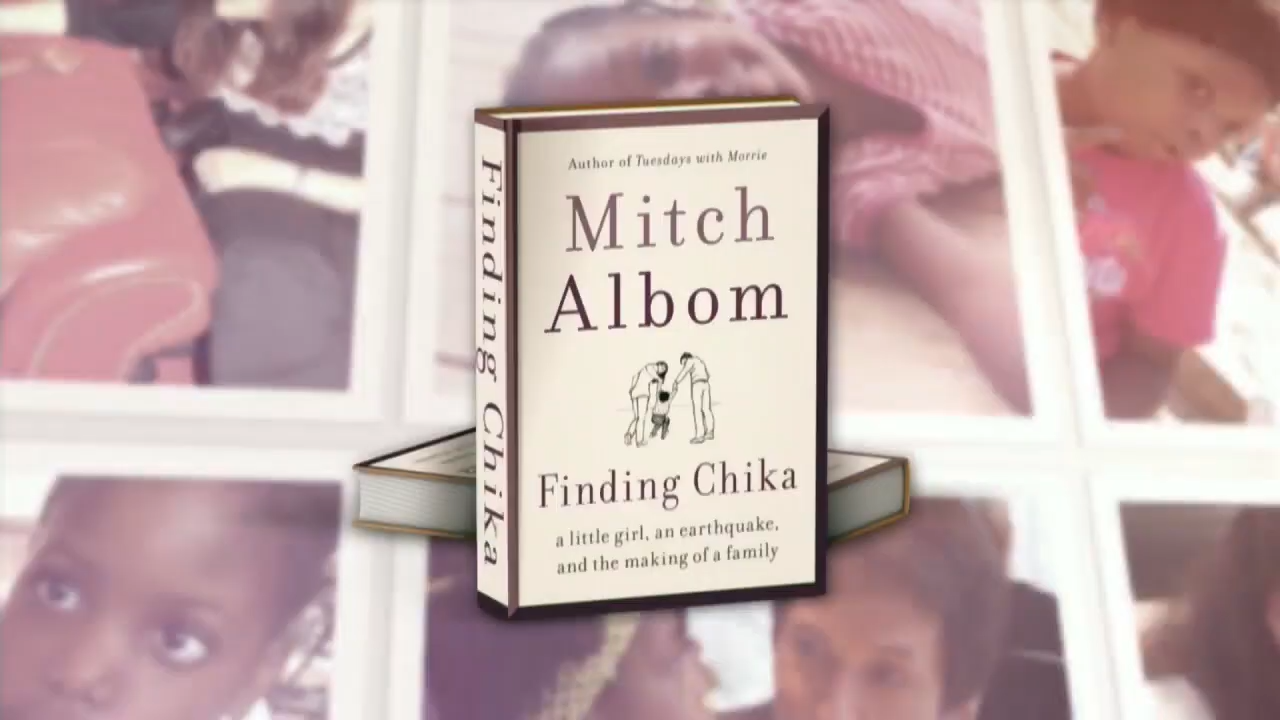 Finding Chika
Author of Tuesdays with Morrie
Mitch
Albom
Finding Chika
a little girl, an earthquake,
and the making of a family